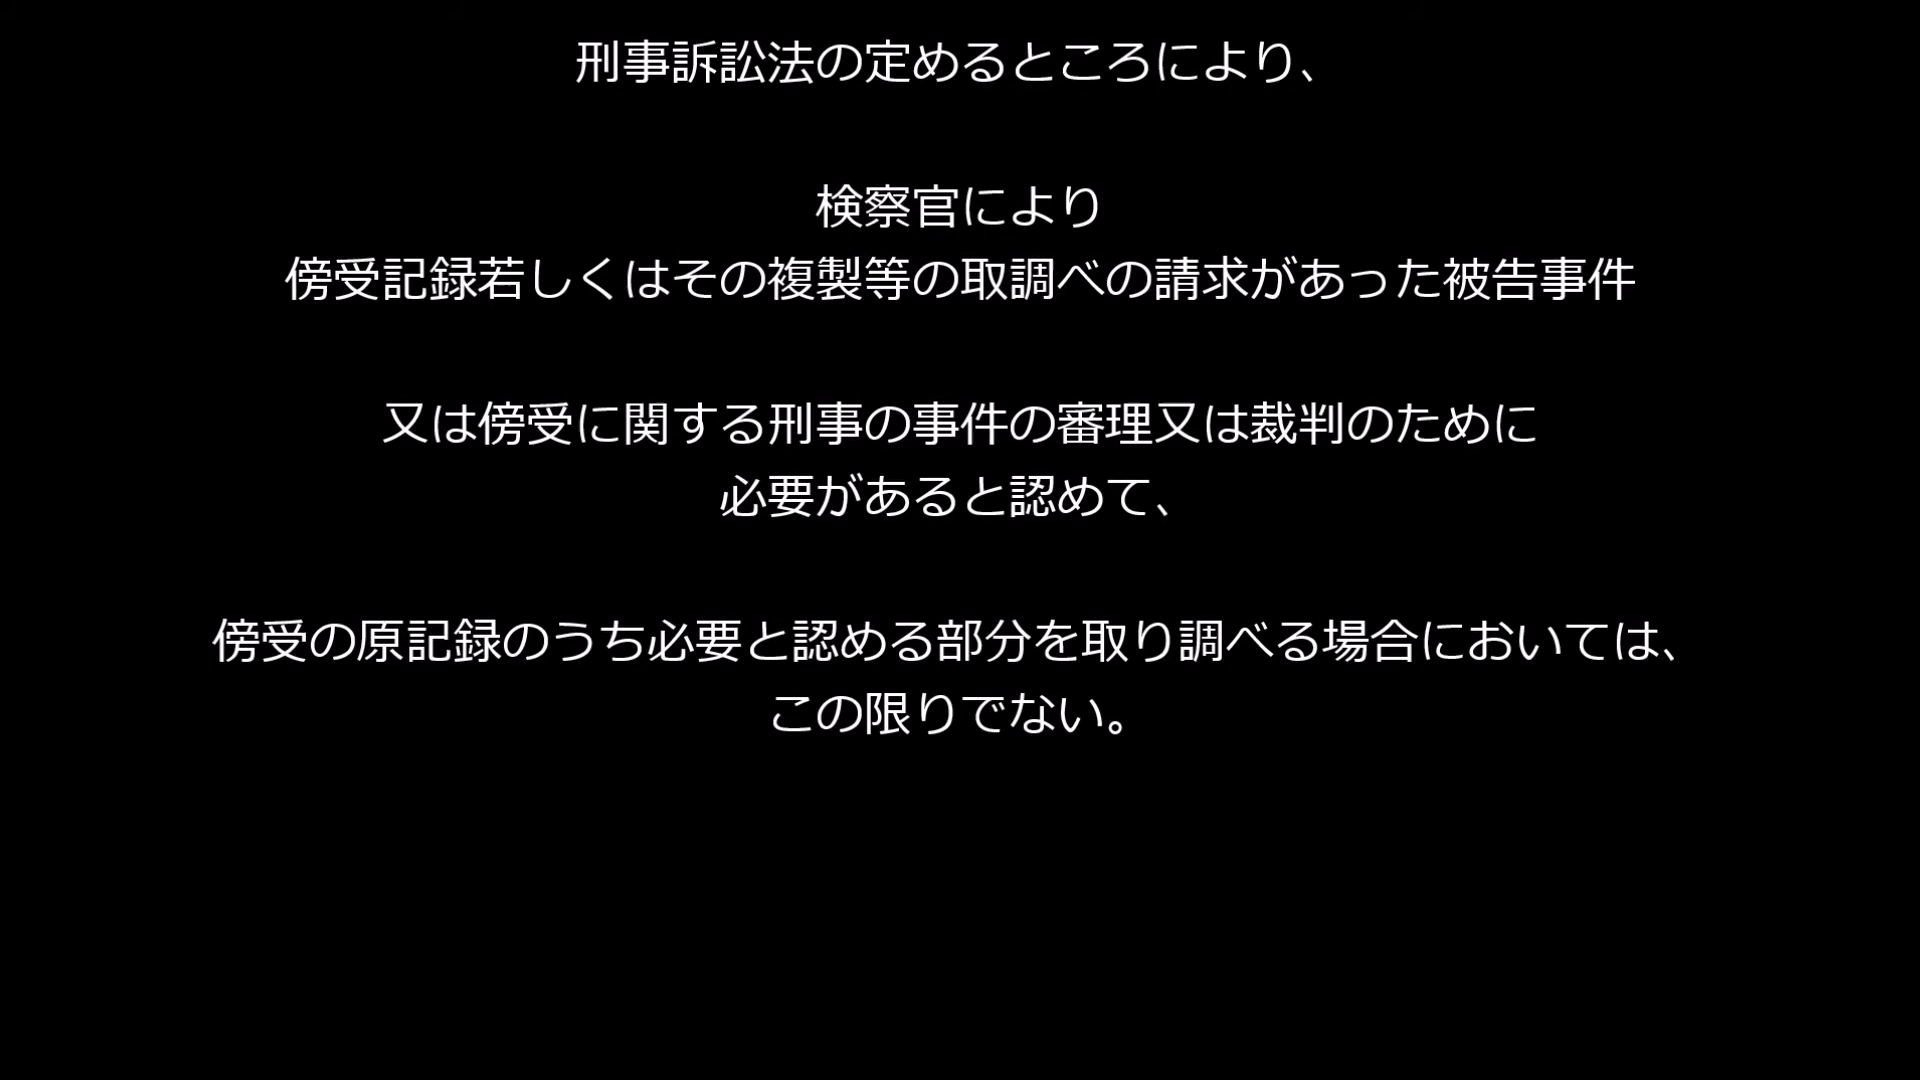 刑事訴訟法の定めるところにより、
検察官により
傍受記録若しくはその複製等の取調べの請求があった被告事件
又は傍受に関する刑事の事件の審理又は裁判のために
必要があると認めて、
傍受の原記録のうち必要と認める部分を取り調べる場合においては、
この限りでない。